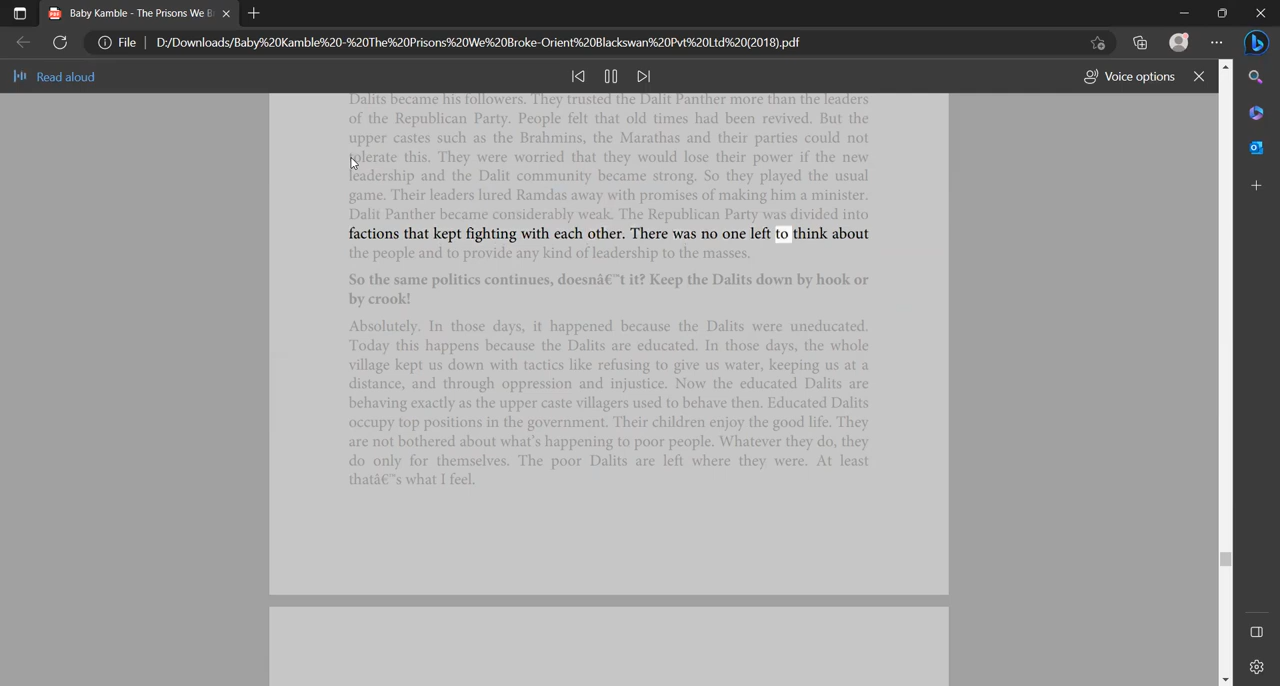 Baby Kamble - The Prisons We B
File
D:/Downloads/Baby%20Kamble%20-%20The%20Prisons%20We%20Broke-Orient%20Blackswan%20Pvt%20Ltd%20(2018).pdf
Read aloud
Voice options
Dalits became his followers. They trusted the Dalit Panther more than the leaders
of the Republican Party. People felt that old times had been revived. But the
upper castes such as the Brahmins, the Marathas and their parties could not
tolerate this. They were worried that they would lose their power if the new
leadership and the Dalit community became strong. So they played the usual
game. Their leaders lured Ramdas away with promises of making him a minister.
Dalit Panther became considerably weak. The Republican Party was divided into
factions that kept fighting with each other. There was no one left to think about
the people and to provide any kind of leadership to the masses.
So the same politics continues, doesnâ€™t it? Keep the Dalits down by hook or
by crook!
Absolutely. In those days, it happened because the Dalits were uneducated.
Today this happens because the Dalits are educated. In those days, the whole
village kept us down with tactics like refusing to give us water, keeping us at a
distance, and through oppression and injustice. Now the educated Dalits are
behaving exactly as the upper caste villagers used to behave then. Educated Dalits
occupy top positions in the government. Their children enjoy the good life. They
are not bothered about what's happening to poor people. Whatever they do, they
do only for themselves. The poor Dalits are left where they were. At least
thatâ€™s what I feel.